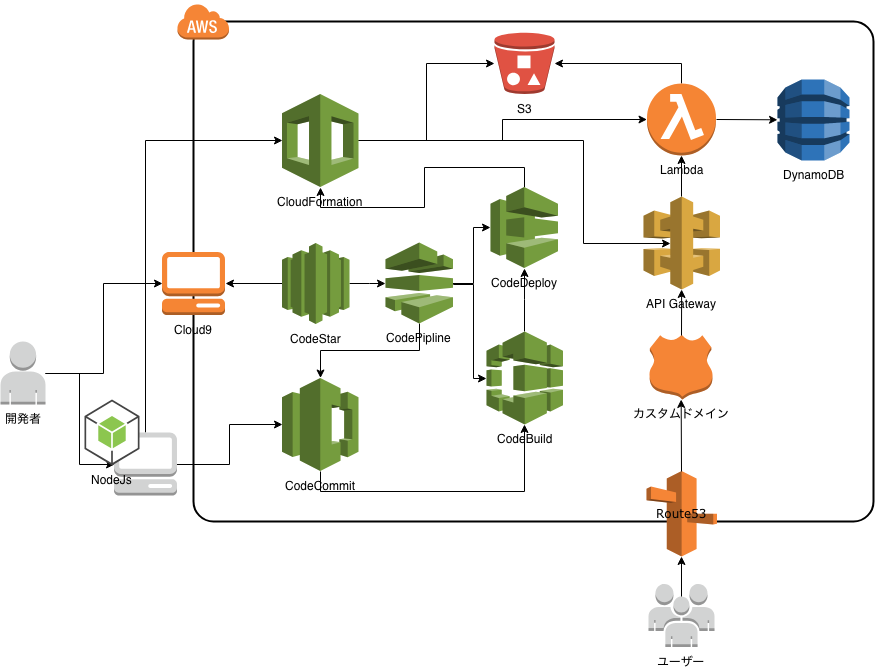 AWS
S3
Lambda
DynamoDB
CloudFormation
CodeDeploy
API Gateway
Cloud9
CodeStar
CodePipline
開発者
カスタムドメイン
CodeBuild
NodeJs
CodeCommit
Route53
ユーザー